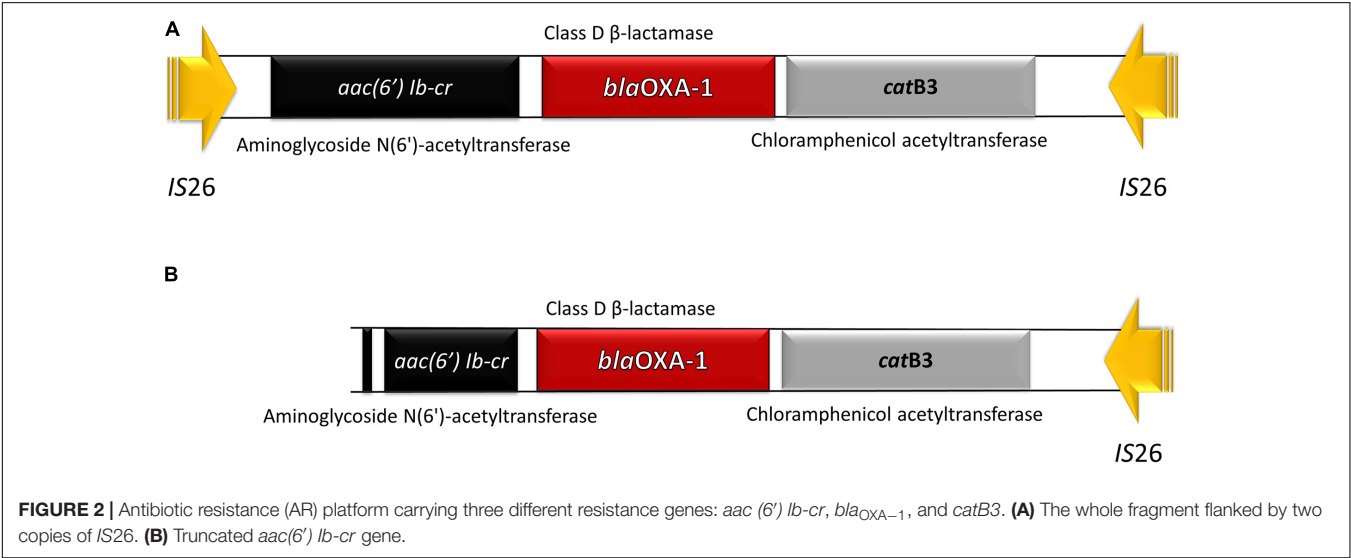 A
Class D β-lactamase
aac(6′) Ib-cr
blaOXA-1
catB3
Aminoglycoside N(6')-acetyltransferase
Chloramphenicol acetyltransferase
IS26
IS26
B
Class D β-lactamase
aac(6′) Ib-cr
blaOXA-1
catB3
Aminoglycoside N(6')-acetyltransferase
Chloramphenicol acetyltransferase
IS26
FIGURE 2 | Antibiotic resistance (AR) platform carrying three different resistance genes: aac (6′) Ib-cr, blaOXA−1, and catB3. (A) The whole fragment flanked by two
copies of IS26. (B) Truncated aac(6′) Ib-cr gene.